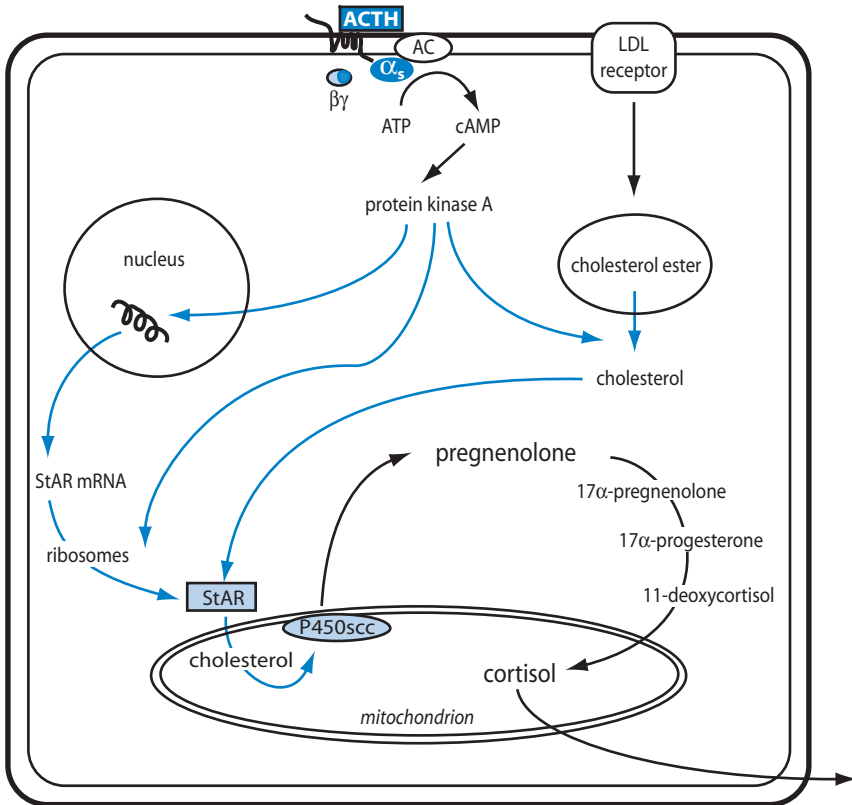 ACTH
AC
αs
βγ
ATP
cAMP
LDL
receptor
protein kinase A
nucleus
cholesterol ester
cholesterol
pregnenolone
StAR mRNA
17α-pregnenolone
17α-progesterone
ribosomes
11-deoxycortisol
StAR
P450scc
cholesterol
cortisol
mitochondrion